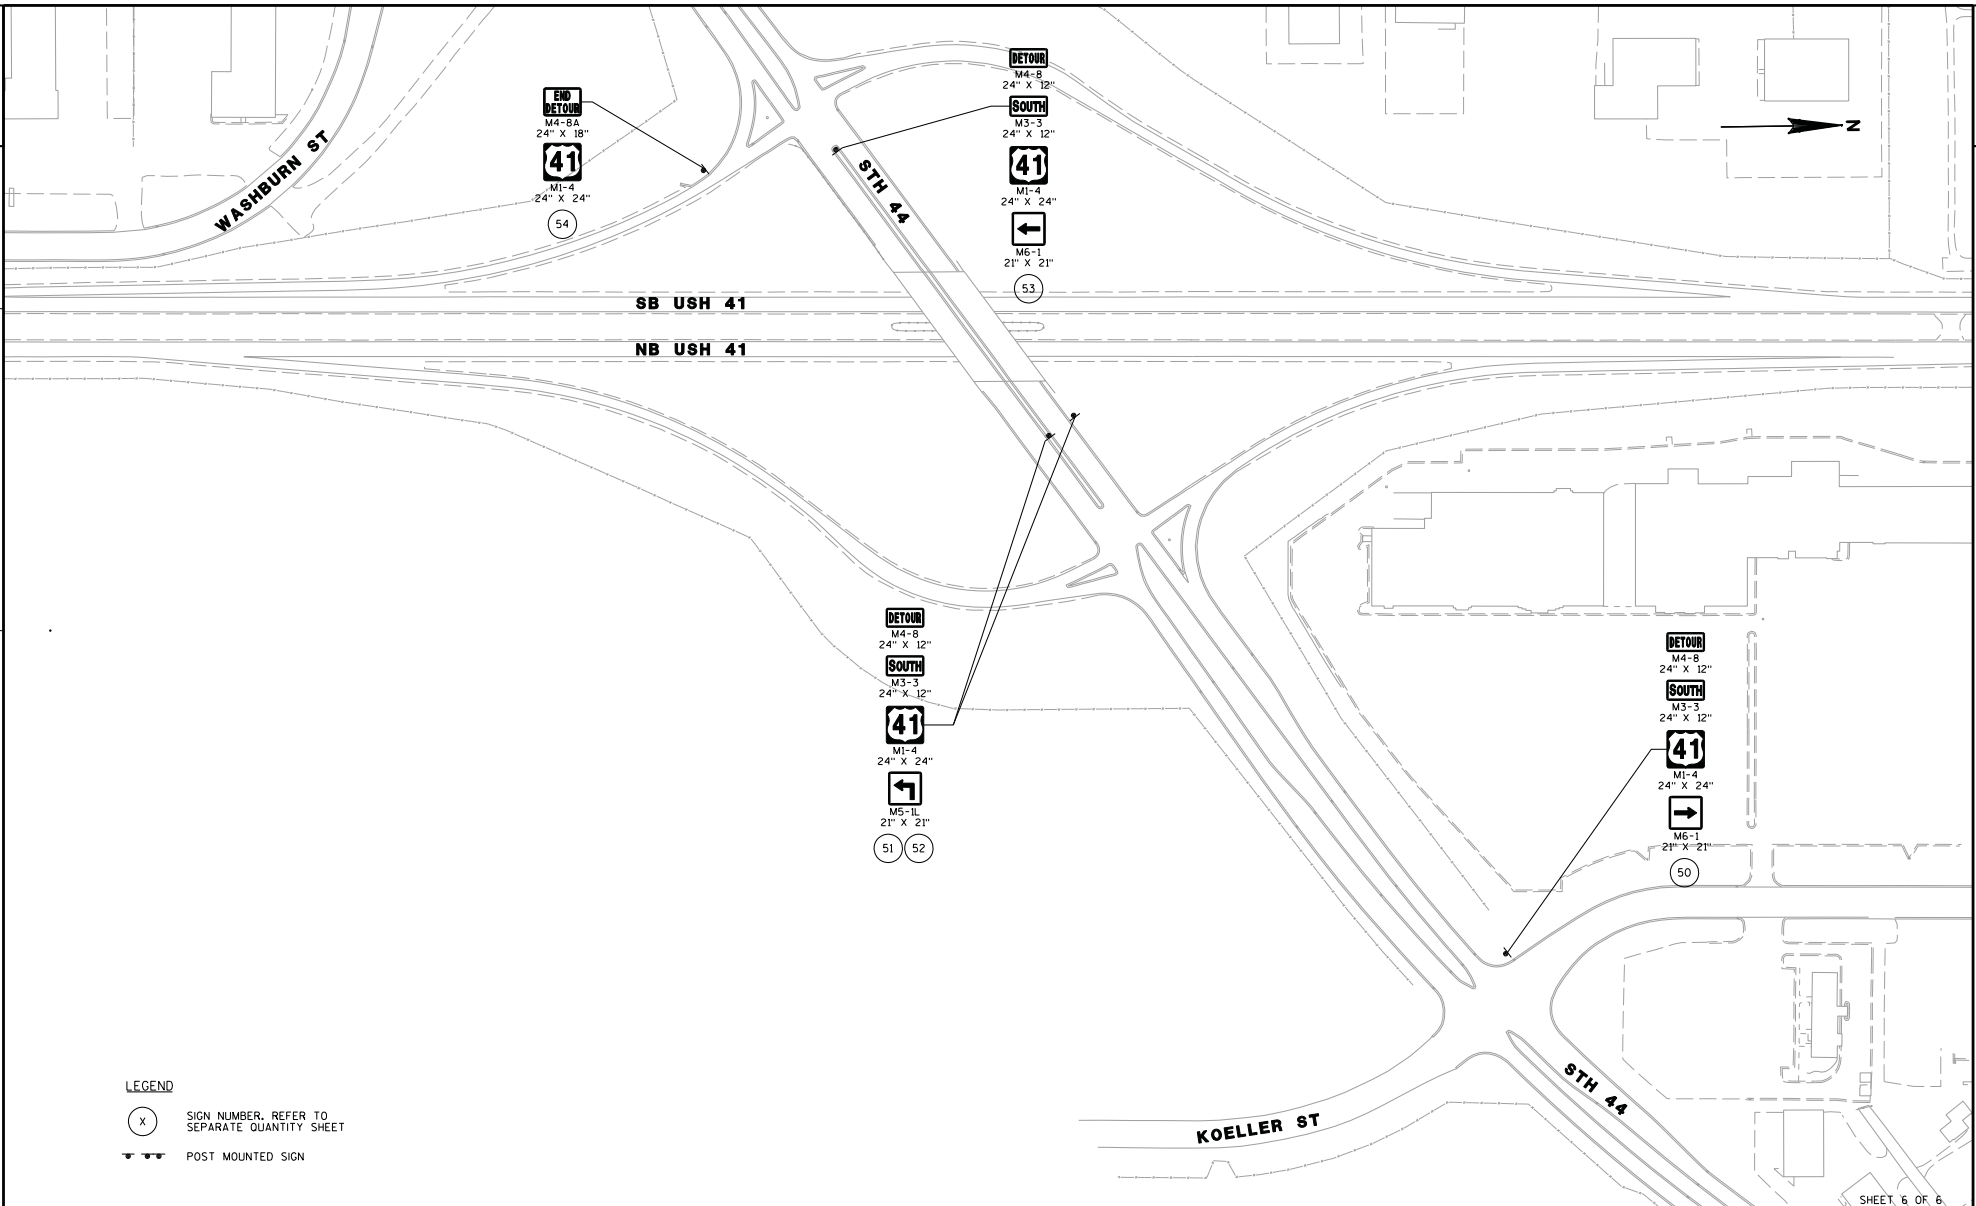 WASHBURN ST
END
DETOUR
M4-8A
24" X 18"
41
M1-4
24" X 24"
54
DETOUR
M4-8
24" X 12"
SOUTH
M3-3
24" X 12"
41
M1-4
24" X 24"
M6-1
21" X 21"
53
N
STH 44
SB USH 41
NB USH 41
DETOUR
M4-8
24" X 12"
SOUTH
M3-3
24" X 12"
41
M1-4
24" X 24"
M5-1L
21" X 21"
51 52
DETOUR
M4-8
24" X 12"
SOUTH
M3-3
24" X 12"
41
M1-4
24" X 24"
M6-1
21" X 21"
50
STH 44
KOELLER ST
LEGEND
X
SIGN NUMBER. REFER TO
SEPARATE QUANTITY SHEET
POST MOUNTED SIGN
SHEET 6 OF 6